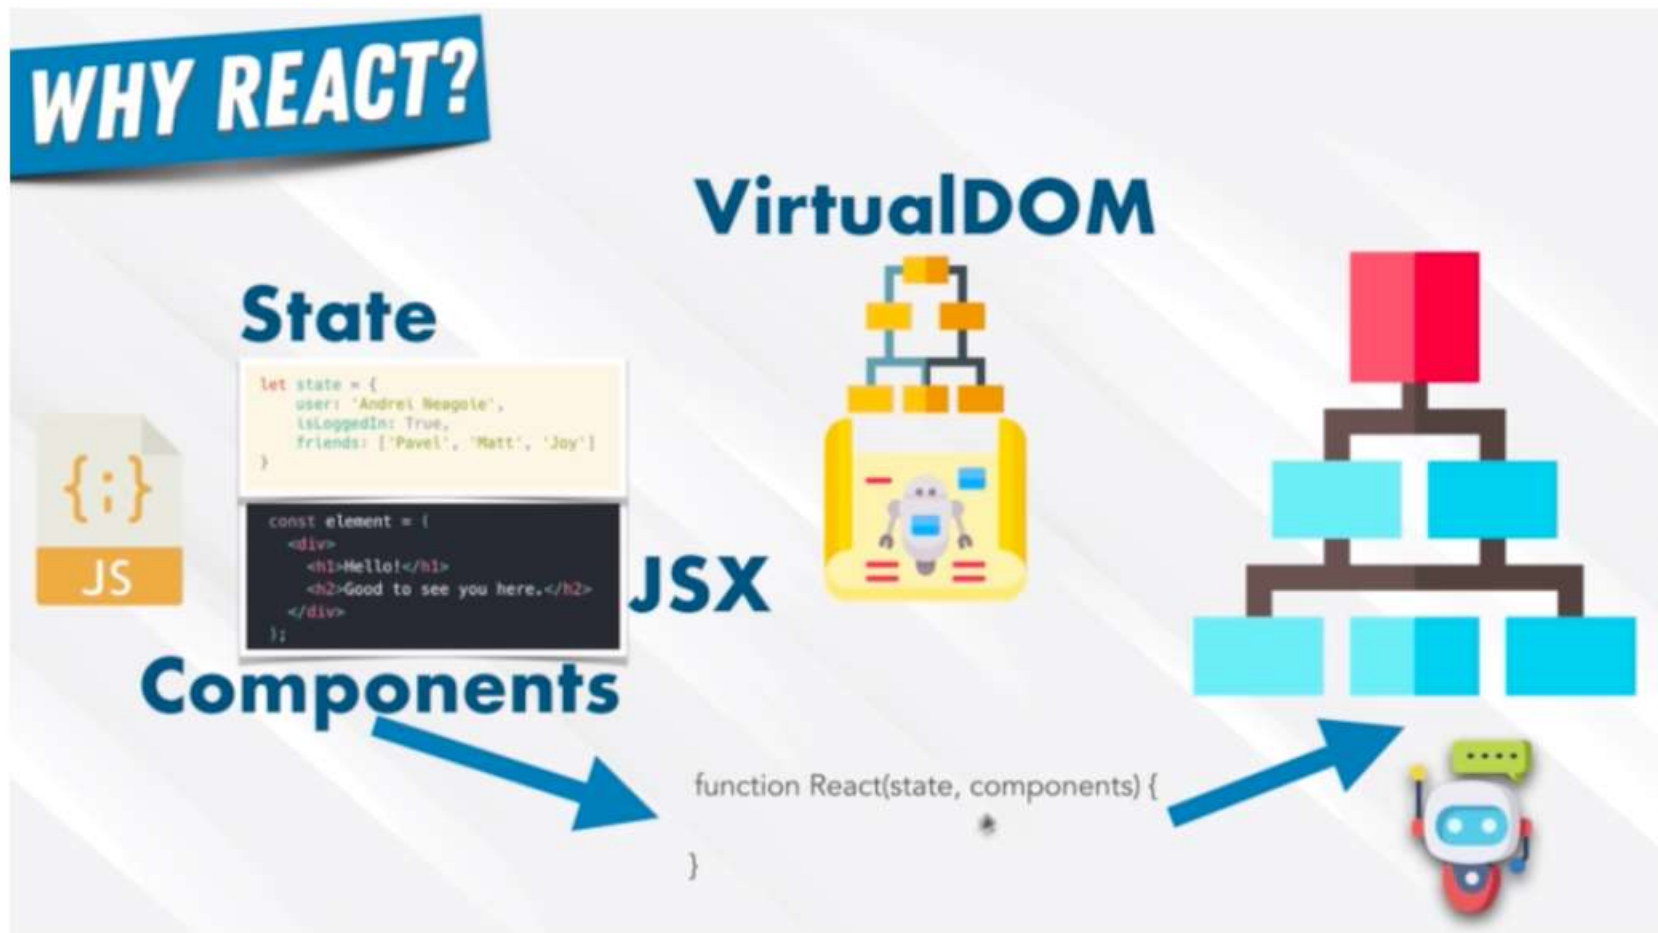 WHY REACT?
VirtualDOM
State
let state = {
user: 'Andrei Neagoie',
isLoggedIn: True,
friends: ['Pavel', 'Matt', 'Joy']
}
{;}
JS
const element = (
<div>
<h1>Hello!</h1>
<h2>Good to see you here.</h2>
</div>
);
JSX
Components
function React(state, components) {
}